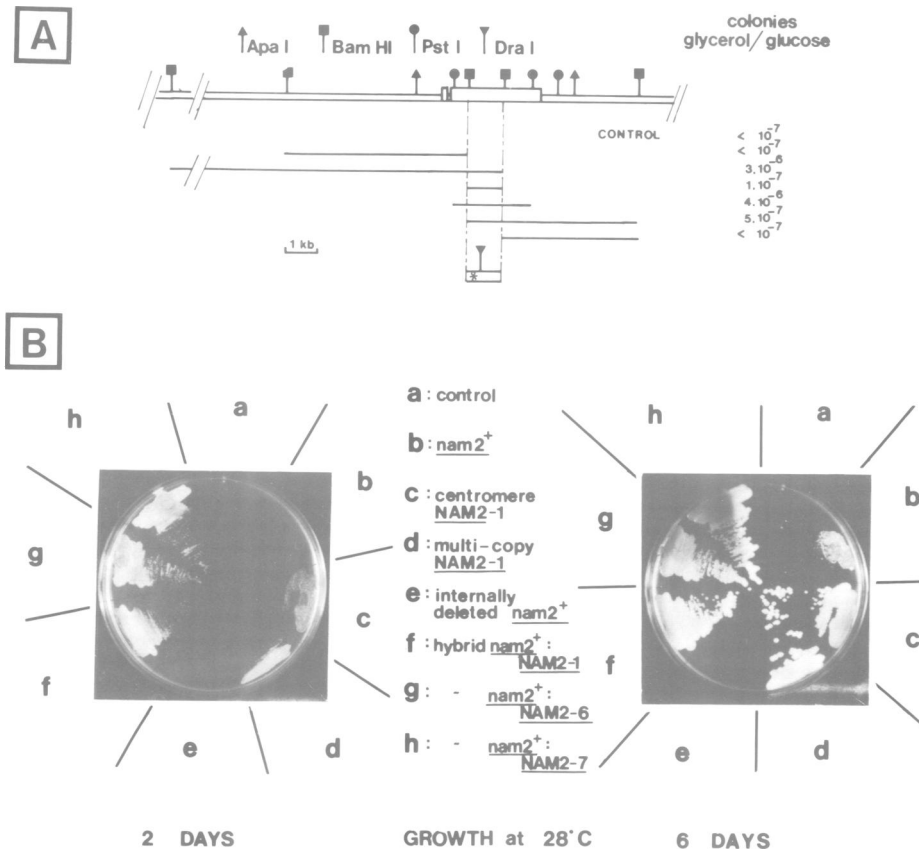 A
Apa I Bam HI Pst I Dra I
colonies
glycerol/glucose
CONTROL < 10-7
< 10-7
3.10-6
1.10-7
4.10-6
5.10-7
< 10-7
1 kb
*
B
h a b g c f e d
a : control
b : nam2+
c : centromere
NAM2-1
d : multi-copy
NAM2-1
e : internally
deleted nam2+
f : hybrid nam2+ :
NAM2-1
g : - nam2+ :
NAM2-6
h : - nam2+ :
NAM2-7
h a b g c f e d
2 DAYS GROWTH at 28°C 6 DAYS